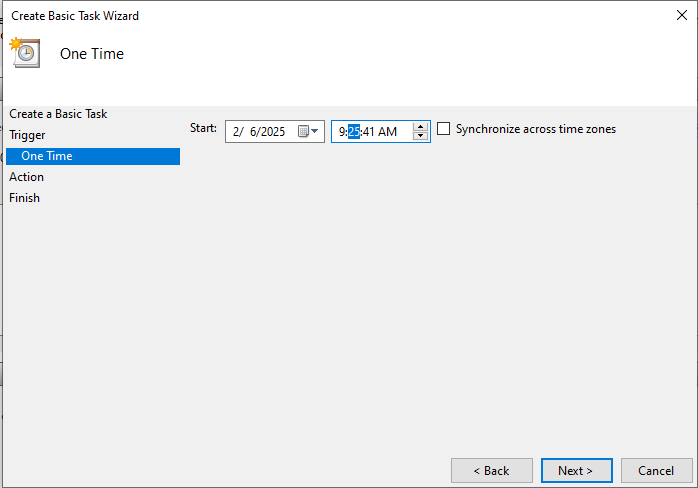 Create Basic Task Wizard
One Time
Create a Basic Task
Trigger
One Time
Action
Finish
Start: 2/ 6/2025 9:25:41 AM Synchronize across time zones
< Back Next > Cancel